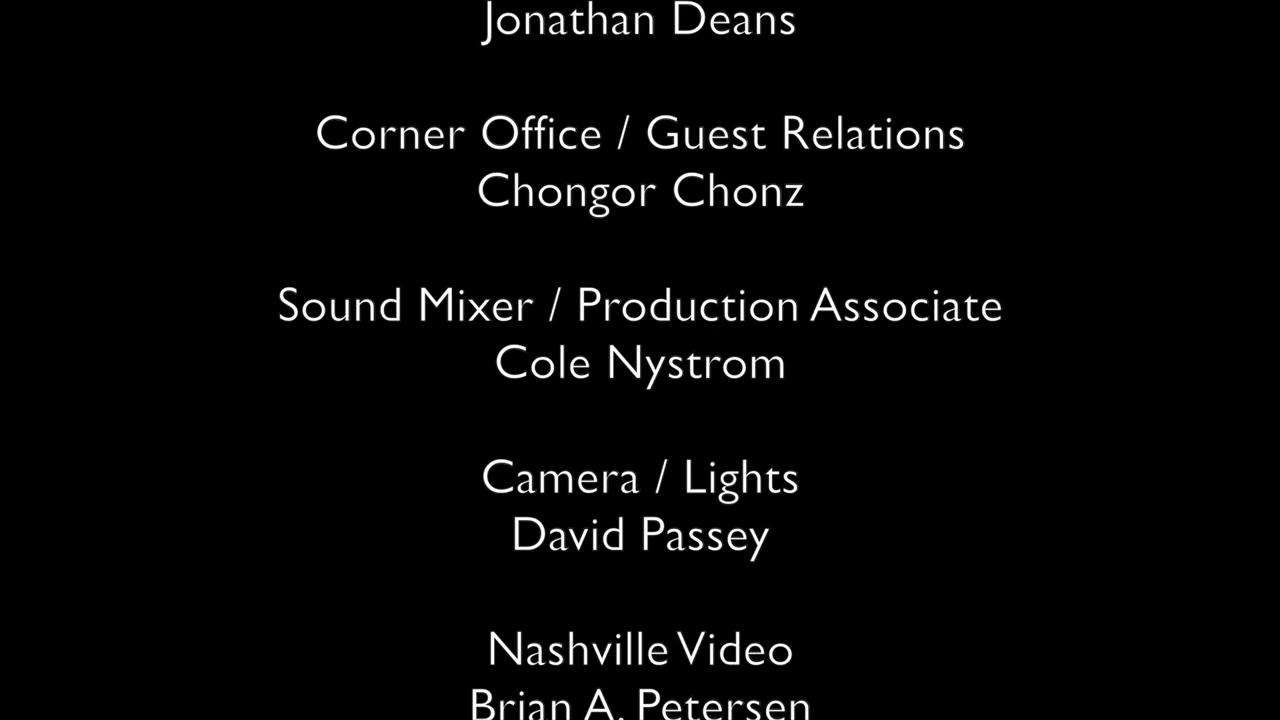 Jonathan Deans
Corner Office / Guest Relations
Chongor Chonz
Sound Mixer / Production Associate
Cole Nystrom
Camera / Lights
David Passey
Nashville Video
Brian A. Petersen